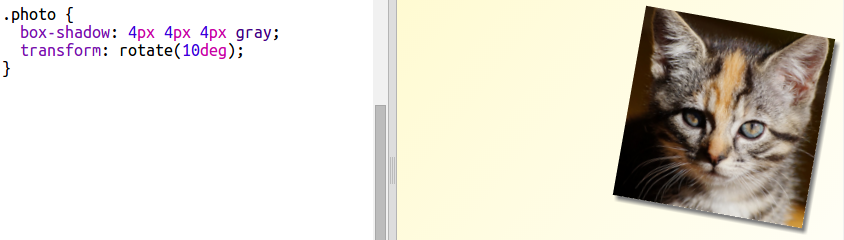 .photo {
  box-shadow: 4px 4px 4px gray;
  transform: rotate(10deg);
}